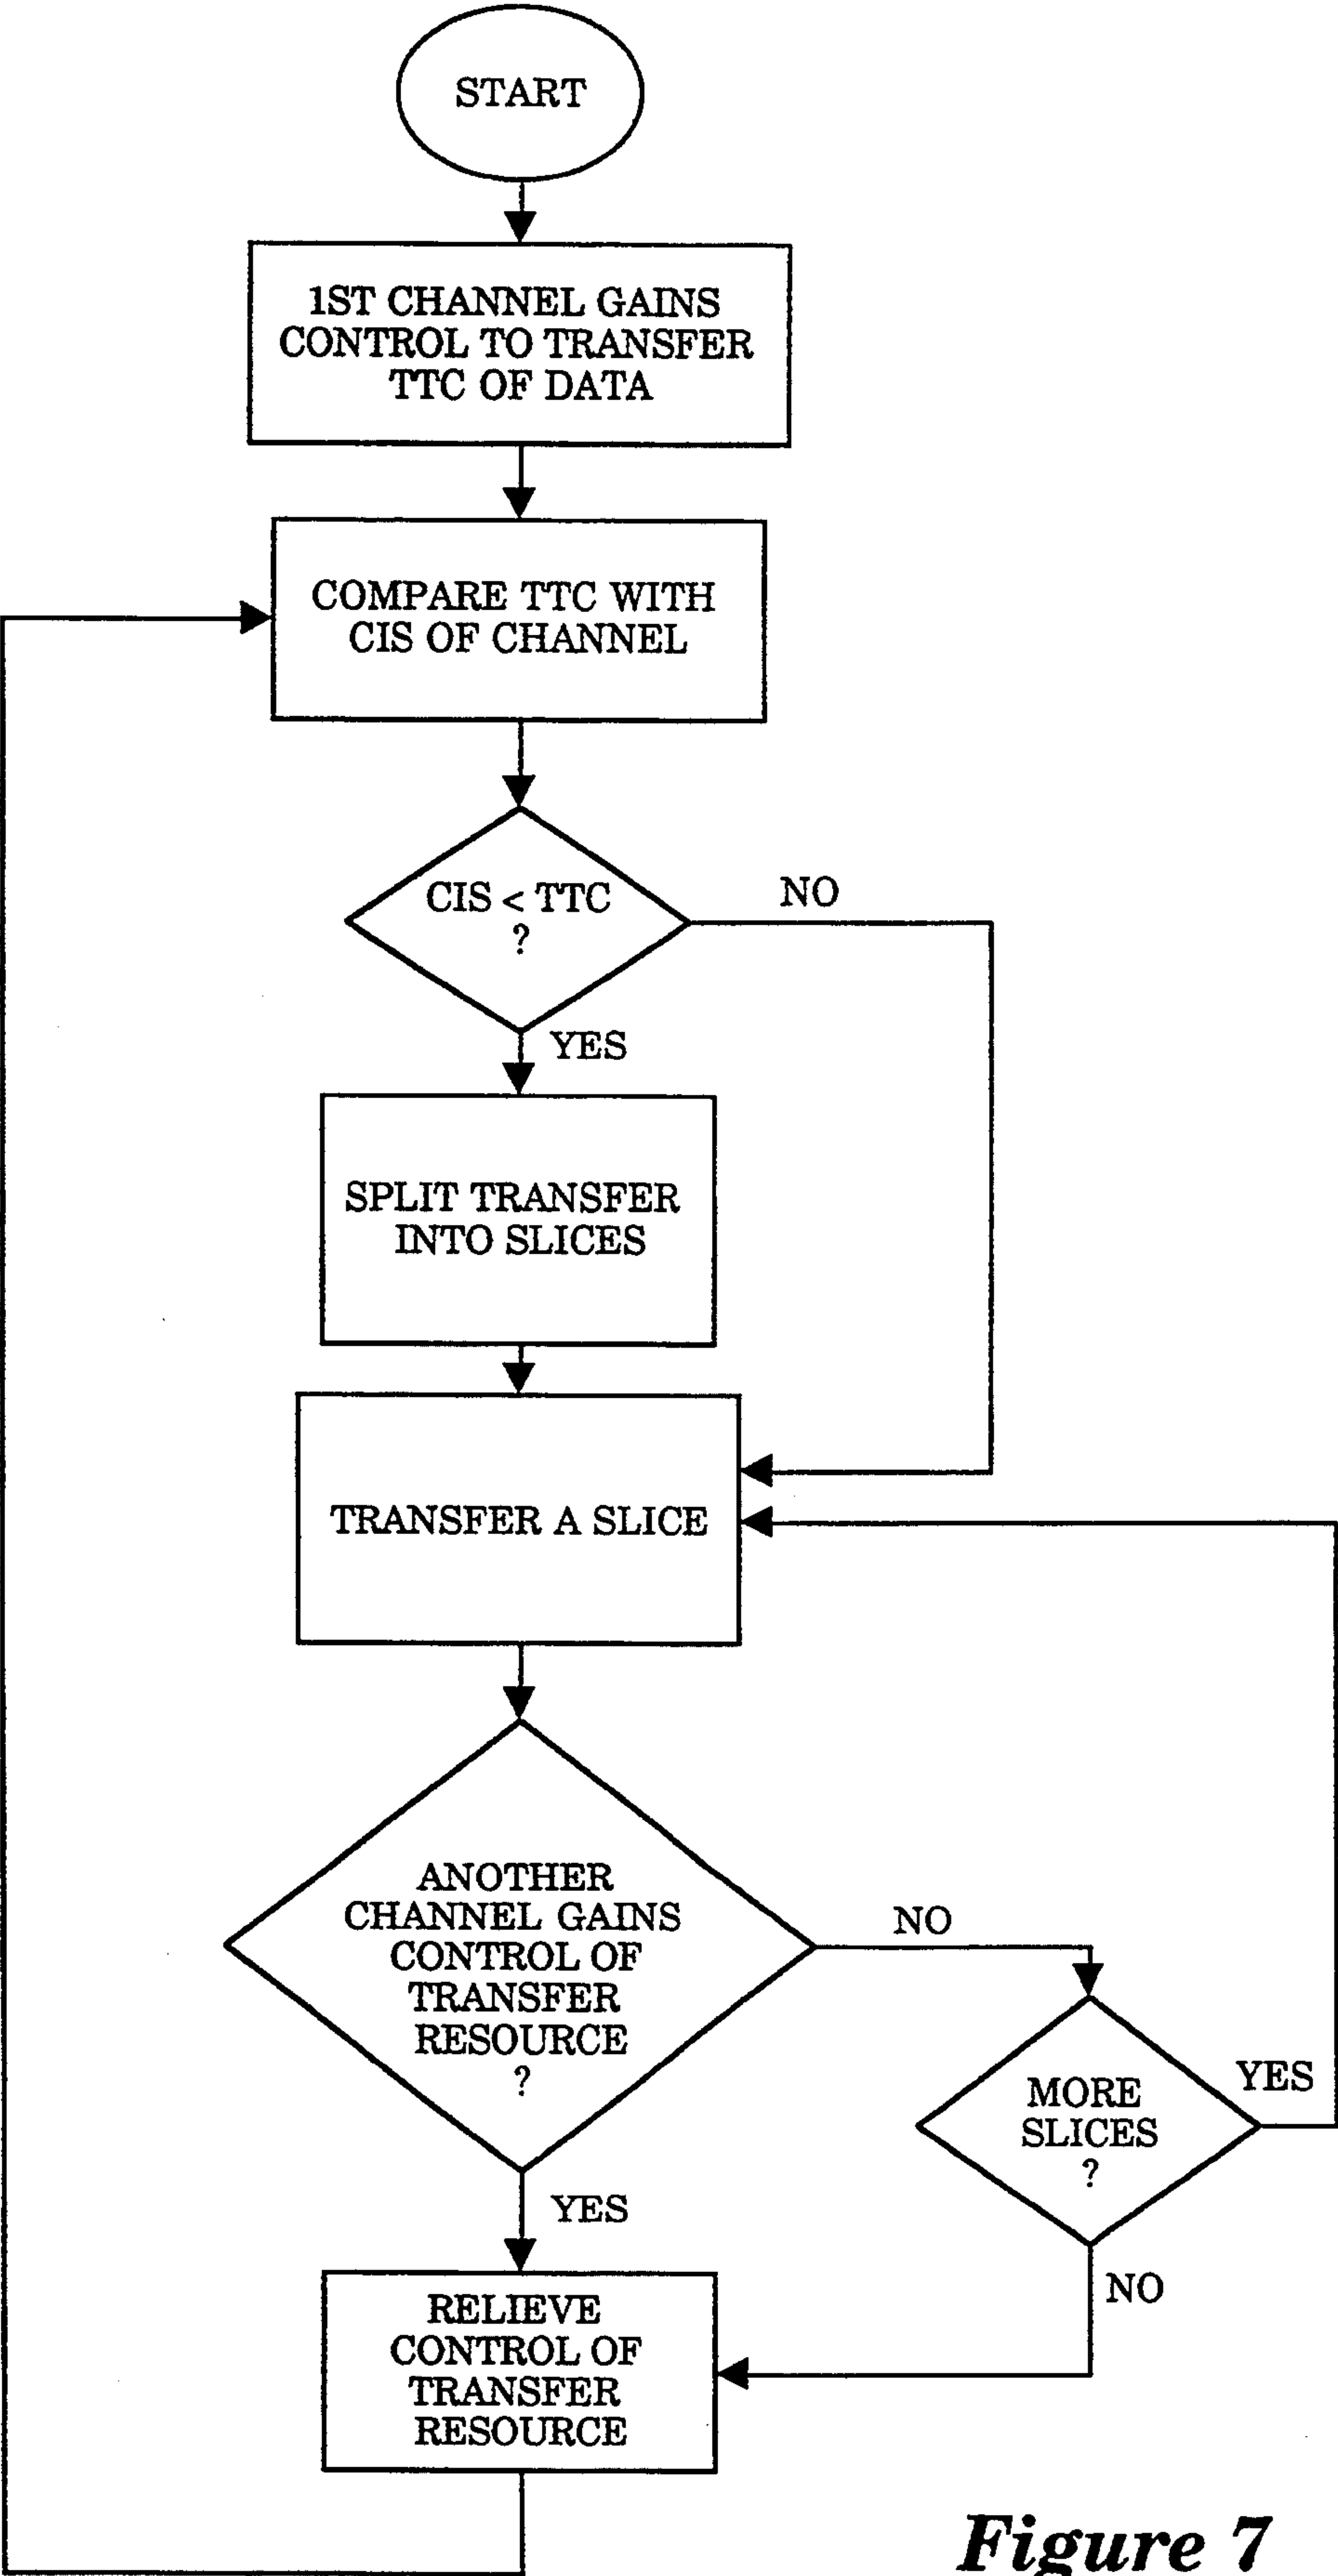 START
1ST CHANNEL GAINS
CONTROL TO TRANSFER
TTC OF DATA
COMPARE TTC WITH
CIS OF CHANNEL
CIS < TTC
?
NO
YES
SPLIT TRANSFER
INTO SLICES
TRANSFER A SLICE
ANOTHER
CHANNEL GAINS
CONTROL OF
TRANSFER
RESOURCE
?
NO
MORE
SLICES
?
YES
YES
NO
RELIEVE
CONTROL OF
TRANSFER
RESOURCE
Figure 7